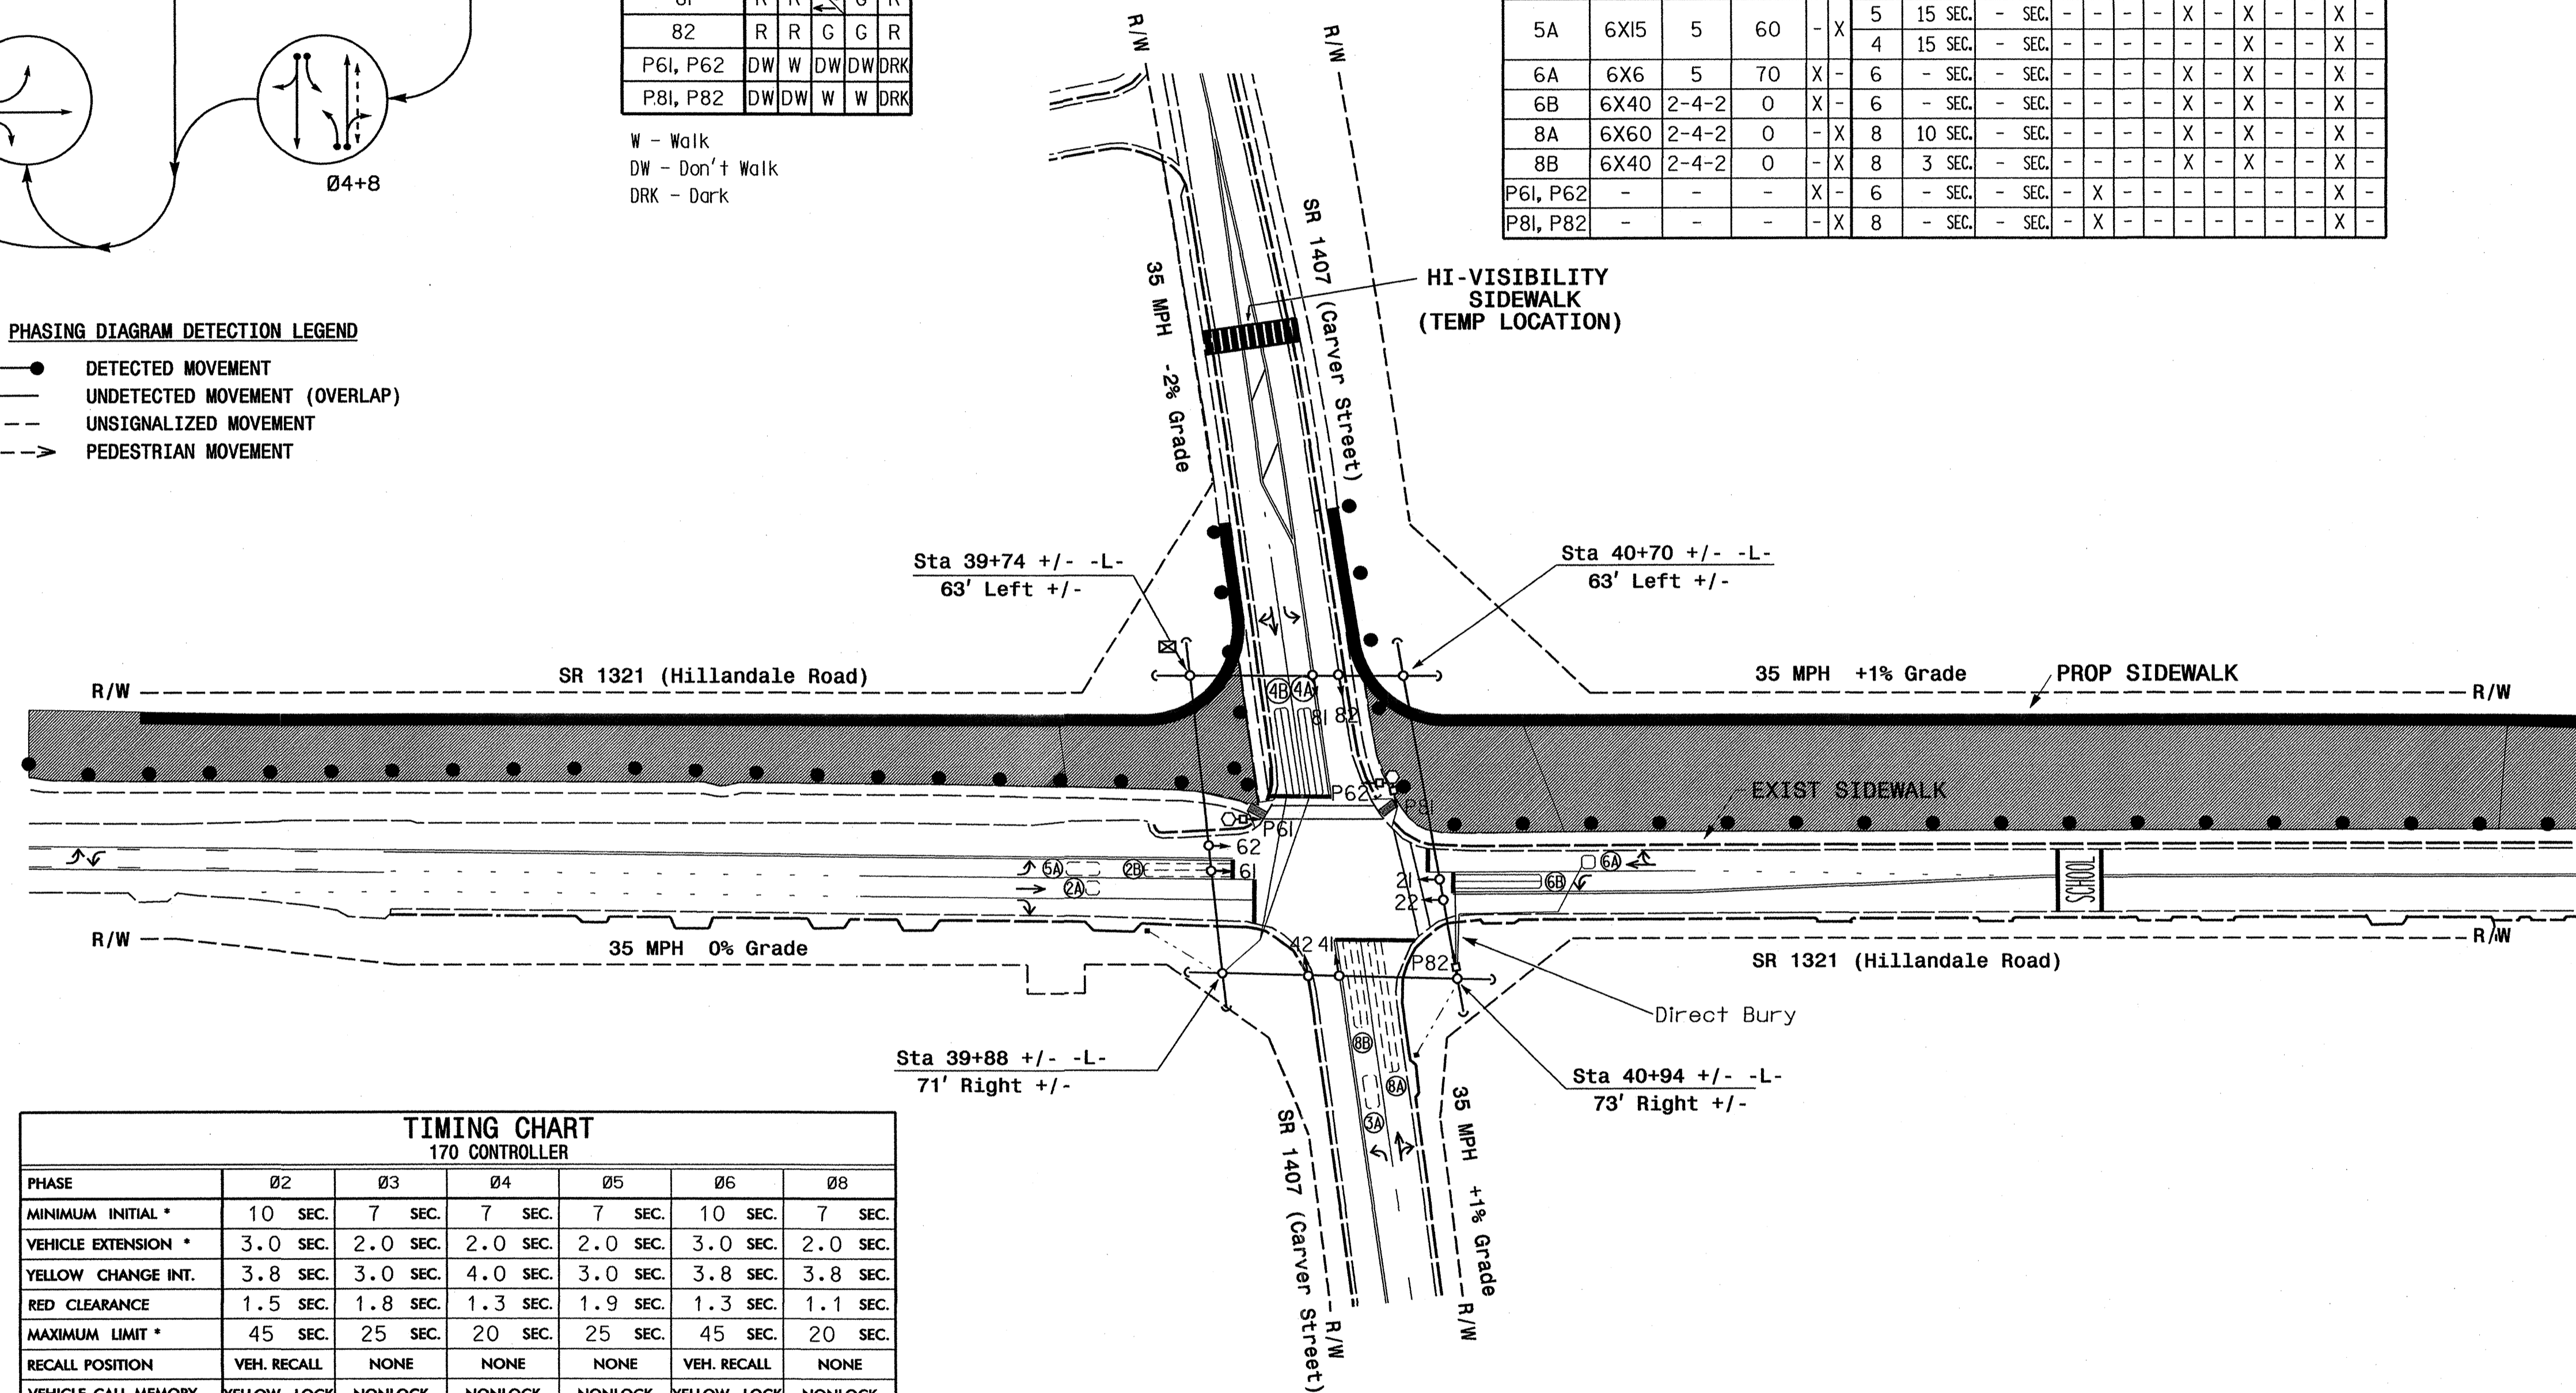 82 R R G G R
P61, P62 DW W DW DW DRK
P81, P82 DW DW W W DRK
W - Walk
DW - Don't Walk
DRK - Dark
Ø4+8
5A 6X15 5 60 - X 5 15 SEC. - SEC. - - - - X - X - - X -
4 15 SEC. - SEC. - - - - - - X - - X -
6A 6X6 5 70 X - 6 - SEC. - SEC. - - - - X - X - - X -
6B 6X40 2-4-2 0 X - 6 - SEC. - SEC. - - - - X - X - - X -
8A 6X60 2-4-2 0 - X 8 10 SEC. - SEC. - - - - X - X - - X -
8B 6X40 2-4-2 0 - X 8 3 SEC. - SEC. - - - - X - X - - X -
P61, P62 - - - X - 6 - SEC. - SEC. - X - - - - - - - X -
P81, P82 - - - - X 8 - SEC. - SEC. - X - - - - - - - X -
R/W
R/W
PHASING DIAGRAM DETECTION LEGEND
DETECTED MOVEMENT
UNDETECTED MOVEMENT (OVERLAP)
UNSIGNALIZED MOVEMENT
PEDESTRIAN MOVEMENT
35 MPH -2% Grade
SR 1407 (Carver Street)
HI-VISIBILITY
SIDEWALK
(TEMP LOCATION)
Sta 39+74 +/- -L-
63' Left +/-
Sta 40+70 +/- -L-
63' Left +/-
R/W
SR 1321 (Hillandale Road)
35 MPH +1% Grade
PROP SIDEWALK
R/W
4B 4A
81 82
EXIST SIDEWALK
P62
P81
P61
62
61
5A
2B
2A
21
22
6A
6B
SCHOOL
R/W
35 MPH 0% Grade
42 41
P82
R/W
SR 1321 (Hillandale Road)
Direct Bury
8B
8A
3A
Sta 39+88 +/- -L-
71' Right +/-
Sta 40+94 +/- -L-
73' Right +/-
SR 1407 (Carver Street)
R/W
35 MPH +1% Grade
R/W
TIMING CHART
170 CONTROLLER
PHASE Ø2 Ø3 Ø4 Ø5 Ø6 Ø8
MINIMUM INITIAL * 10 SEC. 7 SEC. 7 SEC. 7 SEC. 10 SEC. 7 SEC.
VEHICLE EXTENSION * 3.0 SEC. 2.0 SEC. 2.0 SEC. 2.0 SEC. 3.0 SEC. 2.0 SEC.
YELLOW CHANGE INT. 3.8 SEC. 3.0 SEC. 4.0 SEC. 3.0 SEC. 3.8 SEC. 3.8 SEC.
RED CLEARANCE 1.5 SEC. 1.8 SEC. 1.3 SEC. 1.9 SEC. 1.3 SEC. 1.1 SEC.
MAXIMUM LIMIT * 45 SEC. 25 SEC. 20 SEC. 25 SEC. 45 SEC. 20 SEC.
RECALL POSITION VEH. RECALL NONE NONE NONE VEH. RECALL NONE
VEHICLE CALL MEMORY YELLOW LOCK NONLOCK NONLOCK NONLOCK YELLOW LOCK NONLOCK